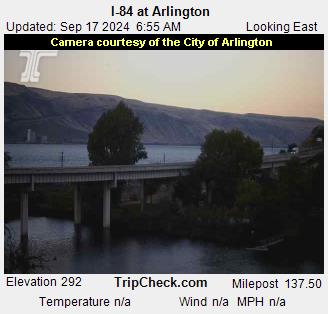 I-84 at Arlington
Updated: Sep 17 2024 6:55 AM Looking East
Camera courtesy of the City of Arlington
Elevation 292 TripCheck.com Milepost 137.50
Temperature n/a Wind n/a MPH n/a